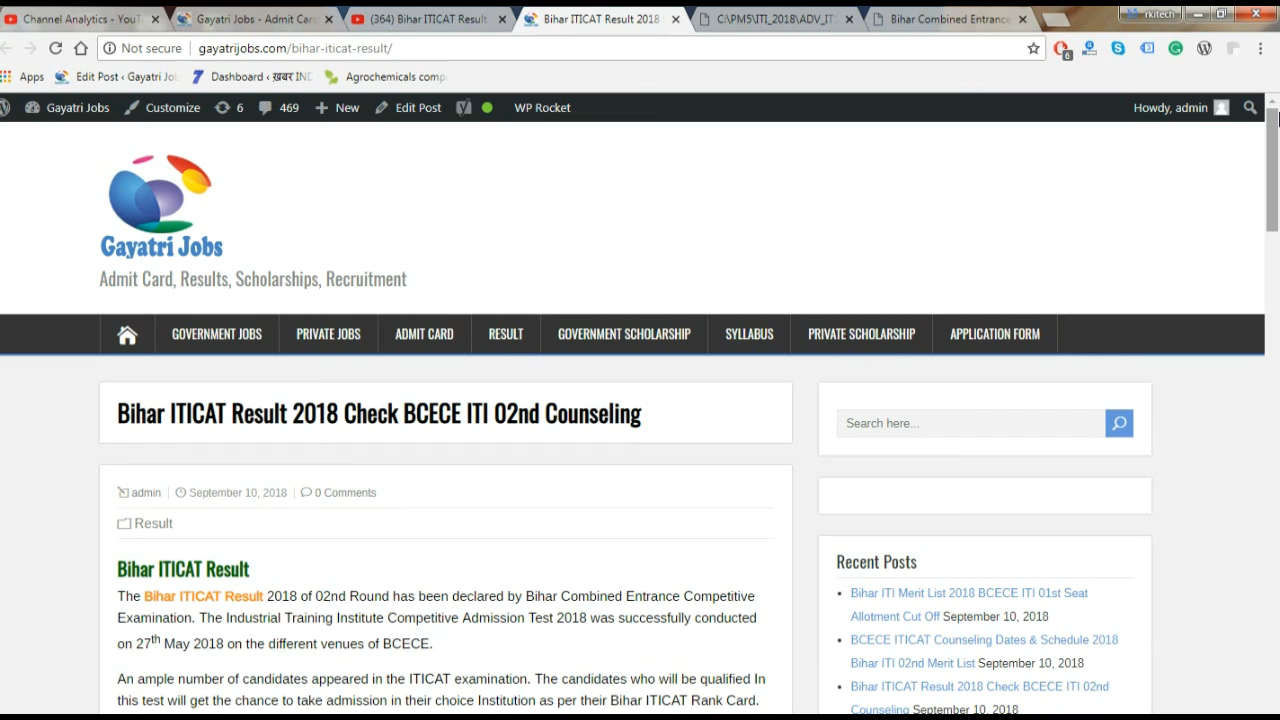 Channel Analytics - YouT
Gayatri Jobs - Admit Car
(364) Bihar ITICAT Result
Bihar ITICAT Result 2018
C:\PM5\ITI_2018\ADV_IT
Bihar Combined Entrance
rkitech
Not secure
gayatrijobs.com/bihar-iticat-result/
6
Apps
Edit Post ‹ Gayatri Jo
Dashboard ‹ ख़बर IND
Agrochemicals comp
Gayatri Jobs
Customize
6
469
New
Edit Post
WP Rocket
Howdy, admin
Gayatri Jobs
Admit Card, Results, Scholarships, Recruitment
GOVERNMENT JOBS
PRIVATE JOBS
ADMIT CARD
RESULT
GOVERNMENT SCHOLARSHIP
SYLLABUS
PRIVATE SCHOLARSHIP
APPLICATION FORM
Bihar ITICAT Result 2018 Check BCECE ITI 02nd Counseling
admin
September 10, 2018
0 Comments
Result
Bihar ITICAT Result
The Bihar ITICAT Result 2018 of 02nd Round has been declared by Bihar Combined Entrance Competitive
Examination. The Industrial Training Institute Competitive Admission Test 2018 was successfully conducted
on 27th May 2018 on the different venues of BCECE.
An ample number of candidates appeared in the ITICAT examination. The candidates who will be qualified In
this test will get the chance to take admission in their choice Institution as per their Bihar ITICAT Rank Card.
Search here...
Recent Posts
Bihar ITI Merit List 2018 BCECE ITI 01st Seat
Allotment Cut Off September 10, 2018
BCECE ITICAT Counseling Dates & Schedule 2018
Bihar ITI 02nd Merit List September 10, 2018
Bihar ITICAT Result 2018 Check BCECE ITI 02nd
Counseling September 10, 2018